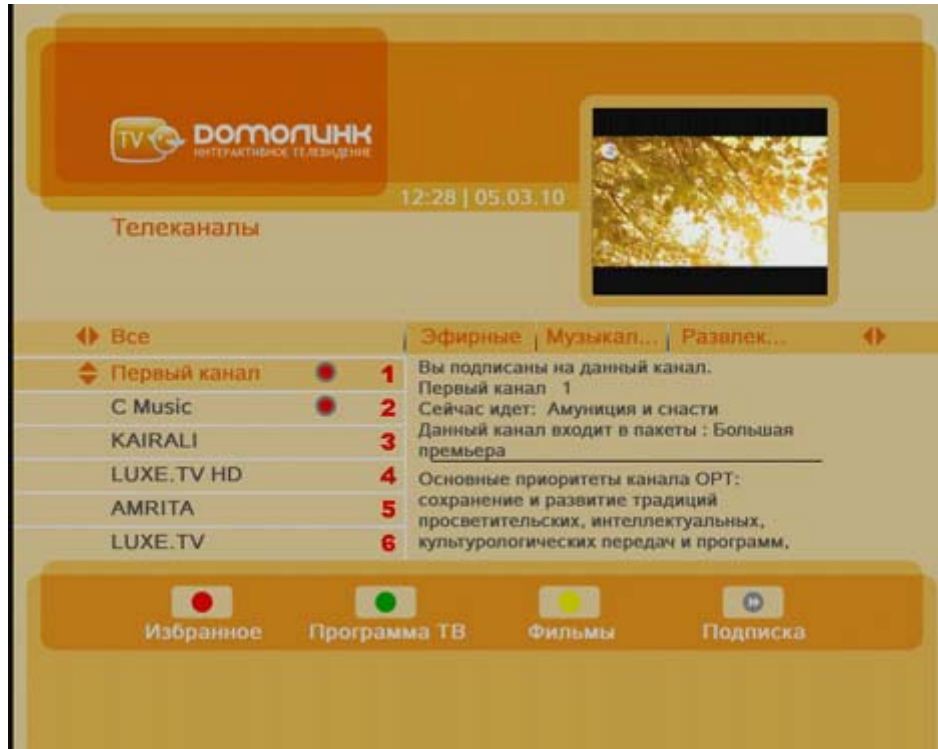 TV
Домолинк
ИНТЕРАКТИВНОЕ ТЕЛЕВИДЕНИЕ
12:28 | 05.03.10
Телеканалы
Все
Эфирные | Музыкал... | Развлек...
Первый канал 1
C Music 2
KAIRALI 3
LUXE.TV HD 4
AMRITA 5
LUXE.TV 6
Вы подписаны на данный канал.
Первый канал 1
Сейчас идет: Амуниция и снасти
Данный канал входит в пакеты : Большая
премьера
Основные приоритеты канала ОРТ:
сохранение и развитие традиций
просветительских, интеллектуальных,
культурологических передач и программ,
Избранное
Программа ТВ
Фильмы
Подписка